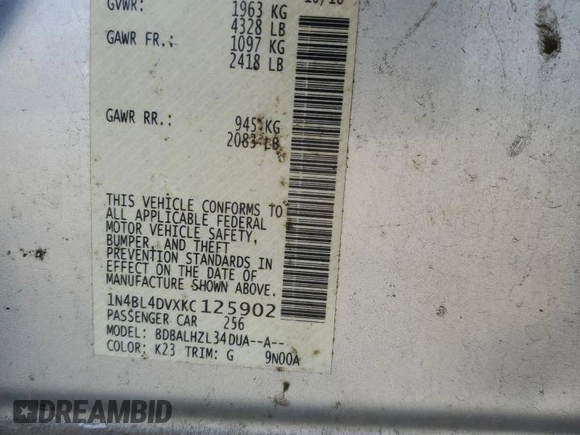 GVWR: 1963 KG
4328 LB
GAWR FR.: 1097 KG
2418 LB
GAWR RR.: 945 KG
2083 LB
THIS VEHICLE CONFORMS TO
ALL APPLICABLE FEDERAL
MOTOR VEHICLE SAFETY,
BUMPER, AND THEFT
PREVENTION STANDARDS IN
EFFECT ON THE DATE OF
MANUFACTURE SHOWN ABOVE.
1N4BL4DVXKC125902
PASSENGER CAR 256
MODEL: BDBALHZL34DUA--A--
COLOR: K23 TRIM: G 9N00A
DREAMBID